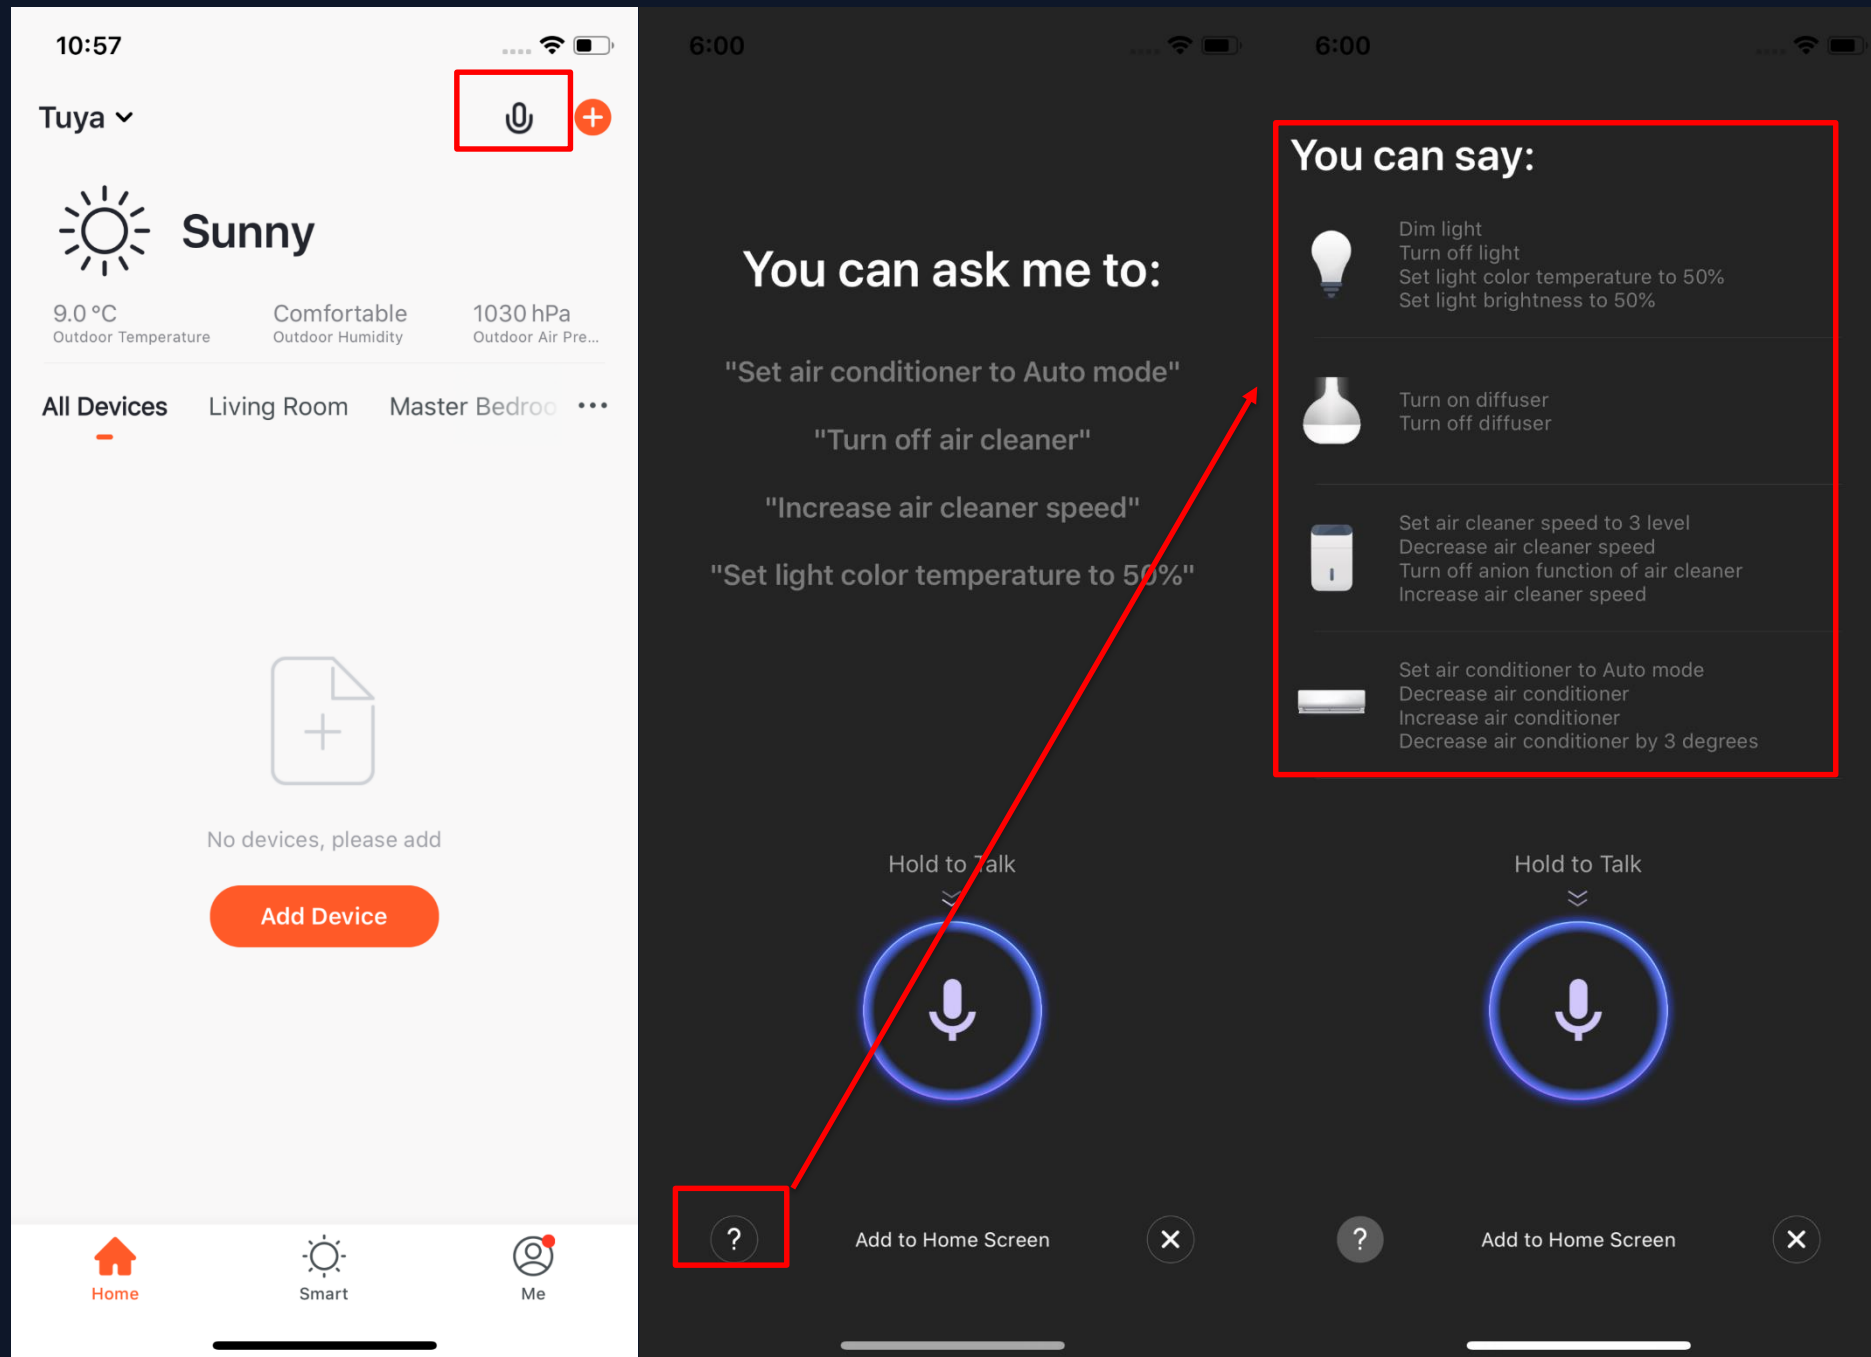 10:57
Tuya
Sunny
9.0 °C
Outdoor Temperature
Comfortable
Outdoor Humidity
1030 hPa
Outdoor Air Pre...
All Devices
Living Room
Master Bedroo
No devices, please add
Add Device
Home
Smart
Me
6:00
You can ask me to:
"Set air conditioner to Auto mode"
"Turn off air cleaner"
"Increase air cleaner speed"
"Set light color temperature to 50%"
Hold to Talk
?
Add to Home Screen
6:00
You can say:
Dim light
Turn off light
Set light color temperature to 50%
Set light brightness to 50%
Turn on diffuser
Turn off diffuser
Set air cleaner speed to 3 level
Decrease air cleaner speed
Turn off anion function of air cleaner
Increase air cleaner speed
Set air conditioner to Auto mode
Decrease air conditioner
Increase air conditioner
Decrease air conditioner by 3 degrees
Hold to Talk
?
Add to Home Screen